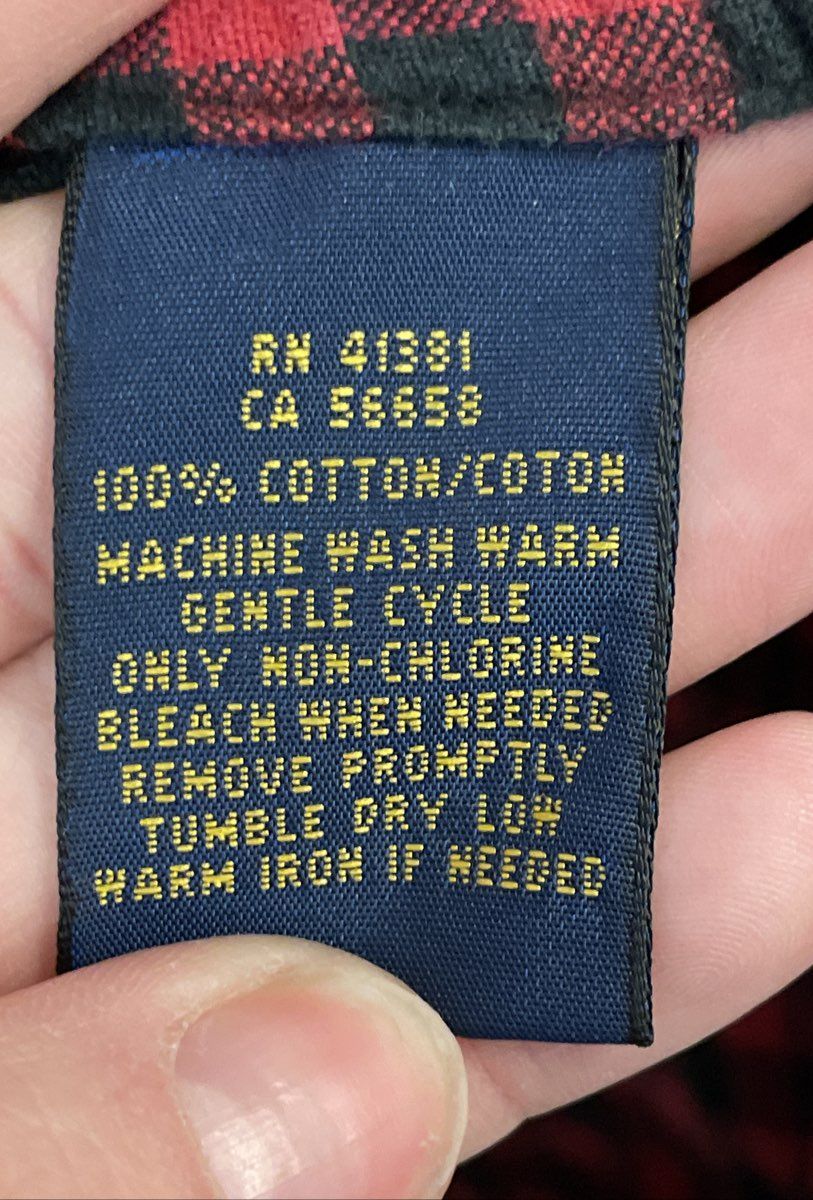 RN 41381
CA 56658
100% COTTON/COTON
MACHINE WASH WARM
GENTLE CYCLE
ONLY NON-CHLORINE
BLEACH WHEN NEEDED
REMOVE PROMPTLY
TUMBLE DRY LOW
WARM IRON IF NEEDED